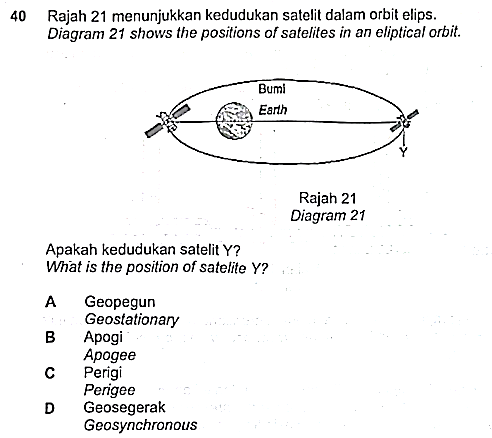 40 Rajah 21 menunjukkan kedudukan satelit dalam orbit elips.
Diagram 21 shows the positions of satelites in an eliptical orbit.
Bumi
Earth
Y
Rajah 21
Diagram 21
Apakah kedudukan satelit Y?
What is the position of satelite Y?
A Geopegun
Geostationary
B Apogi
Apogee
C Perigi
Perigee
D Geosegerak
Geosynchronous